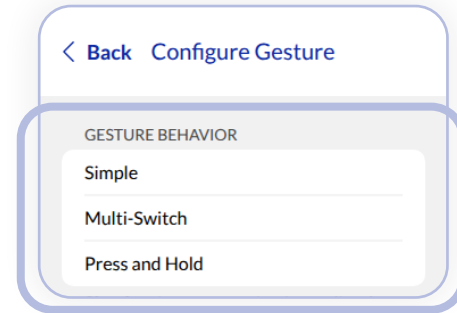 Back Configure Gesture
GESTURE BEHAVIOR
Simple
Multi-Switch
Press and Hold